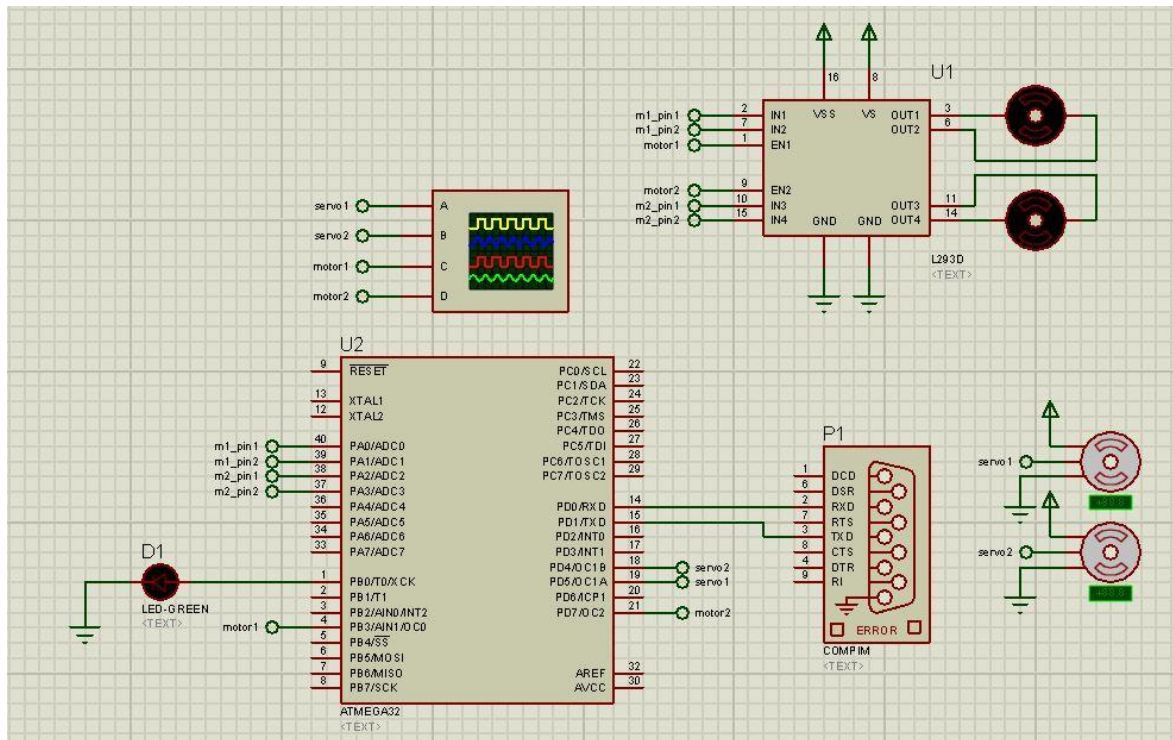 U1
16
8
m1_pin1
2
IN1
VSS
VS
OUT1
3
m1_pin2
7
IN2
OUT2
6
motor1
1
EN1
motor2
9
EN2
m2_pin1
10
IN3
OUT3
11
m2_pin2
15
IN4
GND
GND
OUT4
14
L293D
<TEXT>
servo1
A
servo2
B
motor1
C
motor2
D
U2
9
RESET
13
XTAL1
12
XTAL2
m1_pin1
40
PA0/ADC0
m1_pin2
39
PA1/ADC1
m2_pin1
38
PA2/ADC2
m2_pin2
37
PA3/ADC3
36
PA4/ADC4
35
PA5/ADC5
34
PA6/ADC6
33
PA7/ADC7
1
PB0/T0/XCK
2
PB1/T1
3
PB2/AIN0/INT2
motor1
4
PB3/AIN1/OC0
5
PB4/SS
6
PB5/MOSI
7
PB6/MISO
8
PB7/SCK
PC0/SCL
22
PC1/SDA
23
PC2/TCK
24
PC3/TMS
25
PC4/TDO
26
PC5/TDI
27
PC6/TOSC1
28
PC7/TOSC2
29
PD0/RXD
14
PD1/TXD
15
PD2/INT0
16
PD3/INT1
17
PD4/OC1B
18
servo2
PD5/OC1A
19
servo1
PD6/ICP1
20
PD7/OC2
21
motor2
AREF
32
AVCC
30
ATMEGA32
<TEXT>
D1
LED-GREEN
<TEXT>
P1
1
DCD
6
DSR
2
RXD
7
RTS
3
TXD
8
CTS
4
DTR
9
RI
ERROR
COMPIM
<TEXT>
servo1
servo2